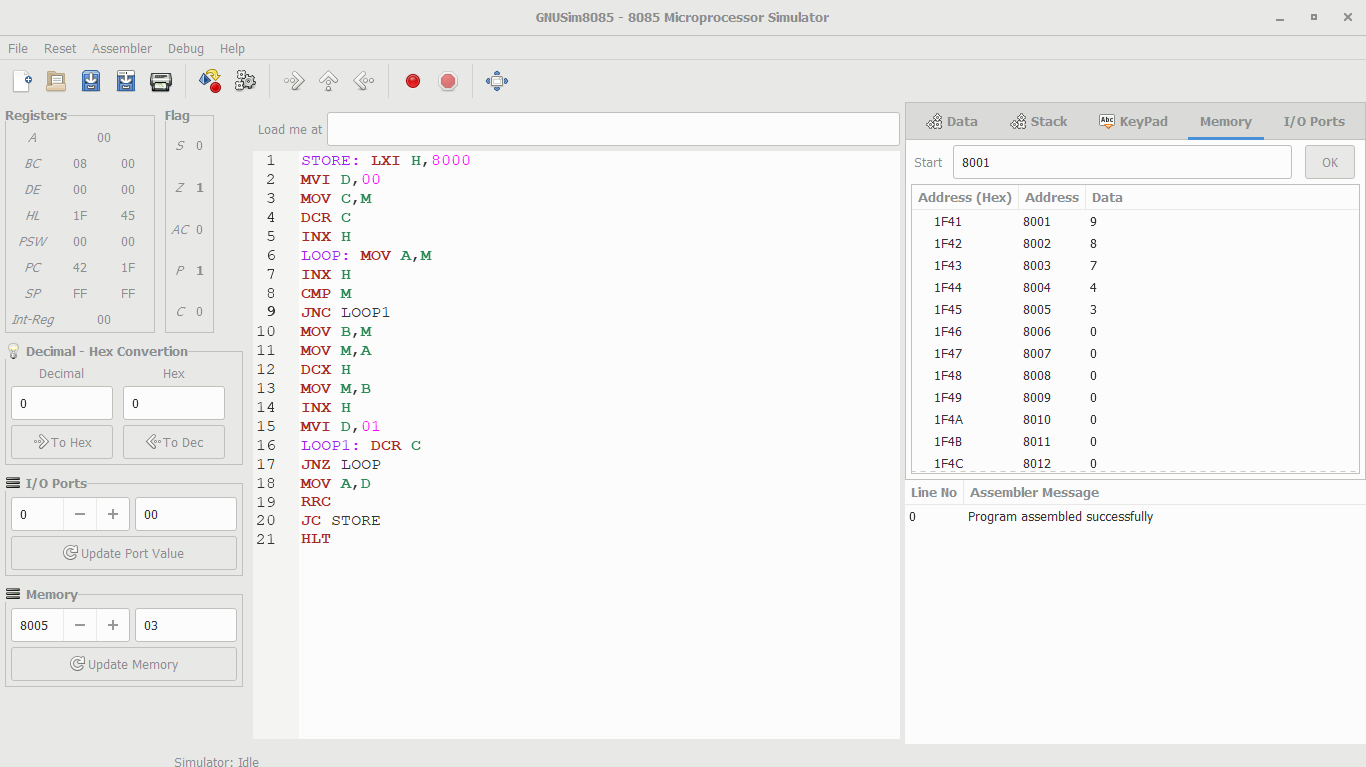 GNUSim8085 - 8085 Microprocessor Simulator
File Reset Assembler Debug Help
Registers
A 00
BC 08 00
DE 00 00
HL 1F 45
PSW 00 00
PC 42 1F
SP FF FF
Int-Reg 00
Flag
S 0
Z 1
AC 0
P 1
C 0
Decimal - Hex Convertion
Decimal Hex
0 0
To Hex To Dec
I/O Ports
0 − + 00
Update Port Value
Memory
8005 − + 03
Update Memory
Load me at
1 STORE: LXI H,8000
2 MVI D,00
3 MOV C,M
4 DCR C
5 INX H
6 LOOP: MOV A,M
7 INX H
8 CMP M
9 JNC LOOP1
10 MOV B,M
11 MOV M,A
12 DCX H
13 MOV M,B
14 INX H
15 MVI D,01
16 LOOP1: DCR C
17 JNZ LOOP
18 MOV A,D
19 RRC
20 JC STORE
21 HLT
Data Stack Abc KeyPad Memory I/O Ports
Start 8001 OK
Address (Hex) Address Data
1F41 8001 9
1F42 8002 8
1F43 8003 7
1F44 8004 4
1F45 8005 3
1F46 8006 0
1F47 8007 0
1F48 8008 0
1F49 8009 0
1F4A 8010 0
1F4B 8011 0
1F4C 8012 0
Line No Assembler Message
0 Program assembled successfully
Simulator: Idle